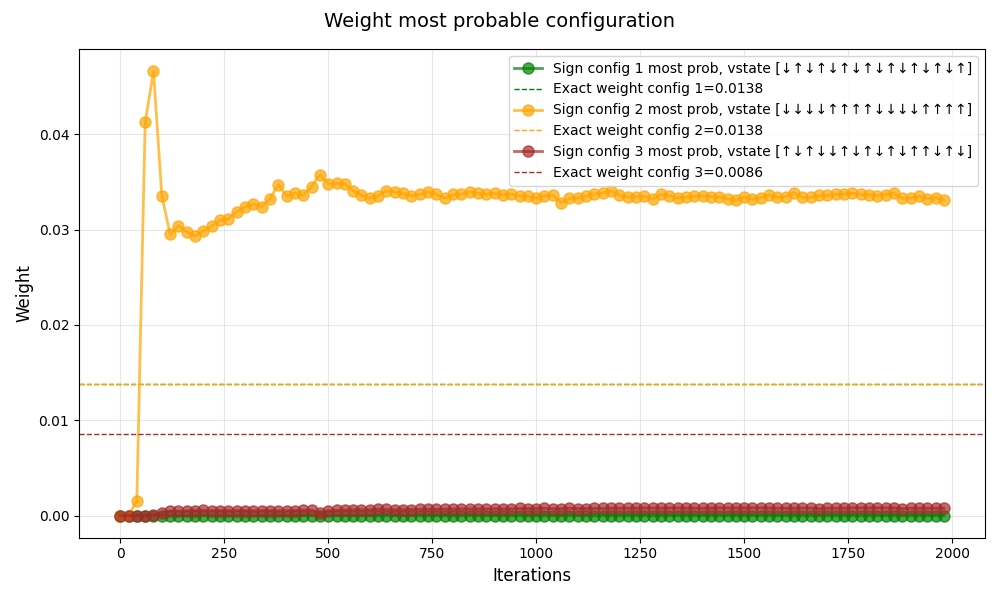 Weight most probable configuration
Sign config 1 most prob, vstate [↓↑↓↑↓↑↓↑↓↑↓↑↓↑↓↑]
Exact weight config 1=0.0138
Sign config 2 most prob, vstate [↓↓↓↓↑↑↑↑↓↓↓↓↑↑↑↑]
Exact weight config 2=0.0138
Sign config 3 most prob, vstate [↑↓↑↓↓↑↓↑↓↑↓↑↑↓↑↓]
Exact weight config 3=0.0086
0.04
0.03
0.02
0.01
0.00
Weight
0 250 500 750 1000 1250 1500 1750 2000
Iterations